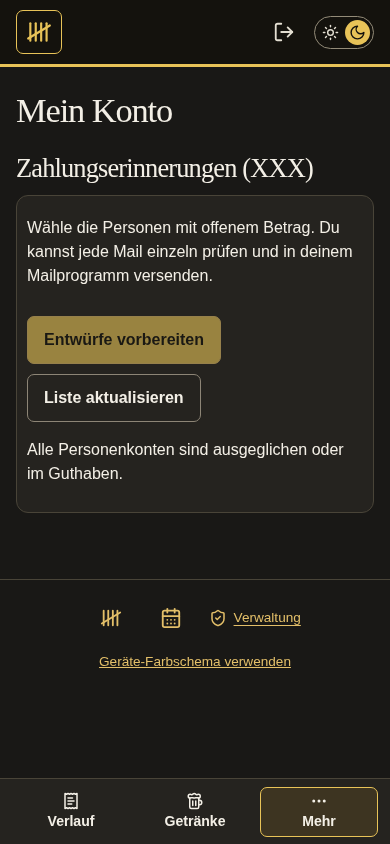 Mein Konto
Zahlungserinnerungen (XXX)
Wähle die Personen mit offenem Betrag. Du
kannst jede Mail einzeln prüfen und in deinem
Mailprogramm versenden.
Entwürfe vorbereiten
Liste aktualisieren
Alle Personenkonten sind ausgeglichen oder
im Guthaben.
Verwaltung
Geräte-Farbschema verwenden
Verlauf
Getränke
Mehr